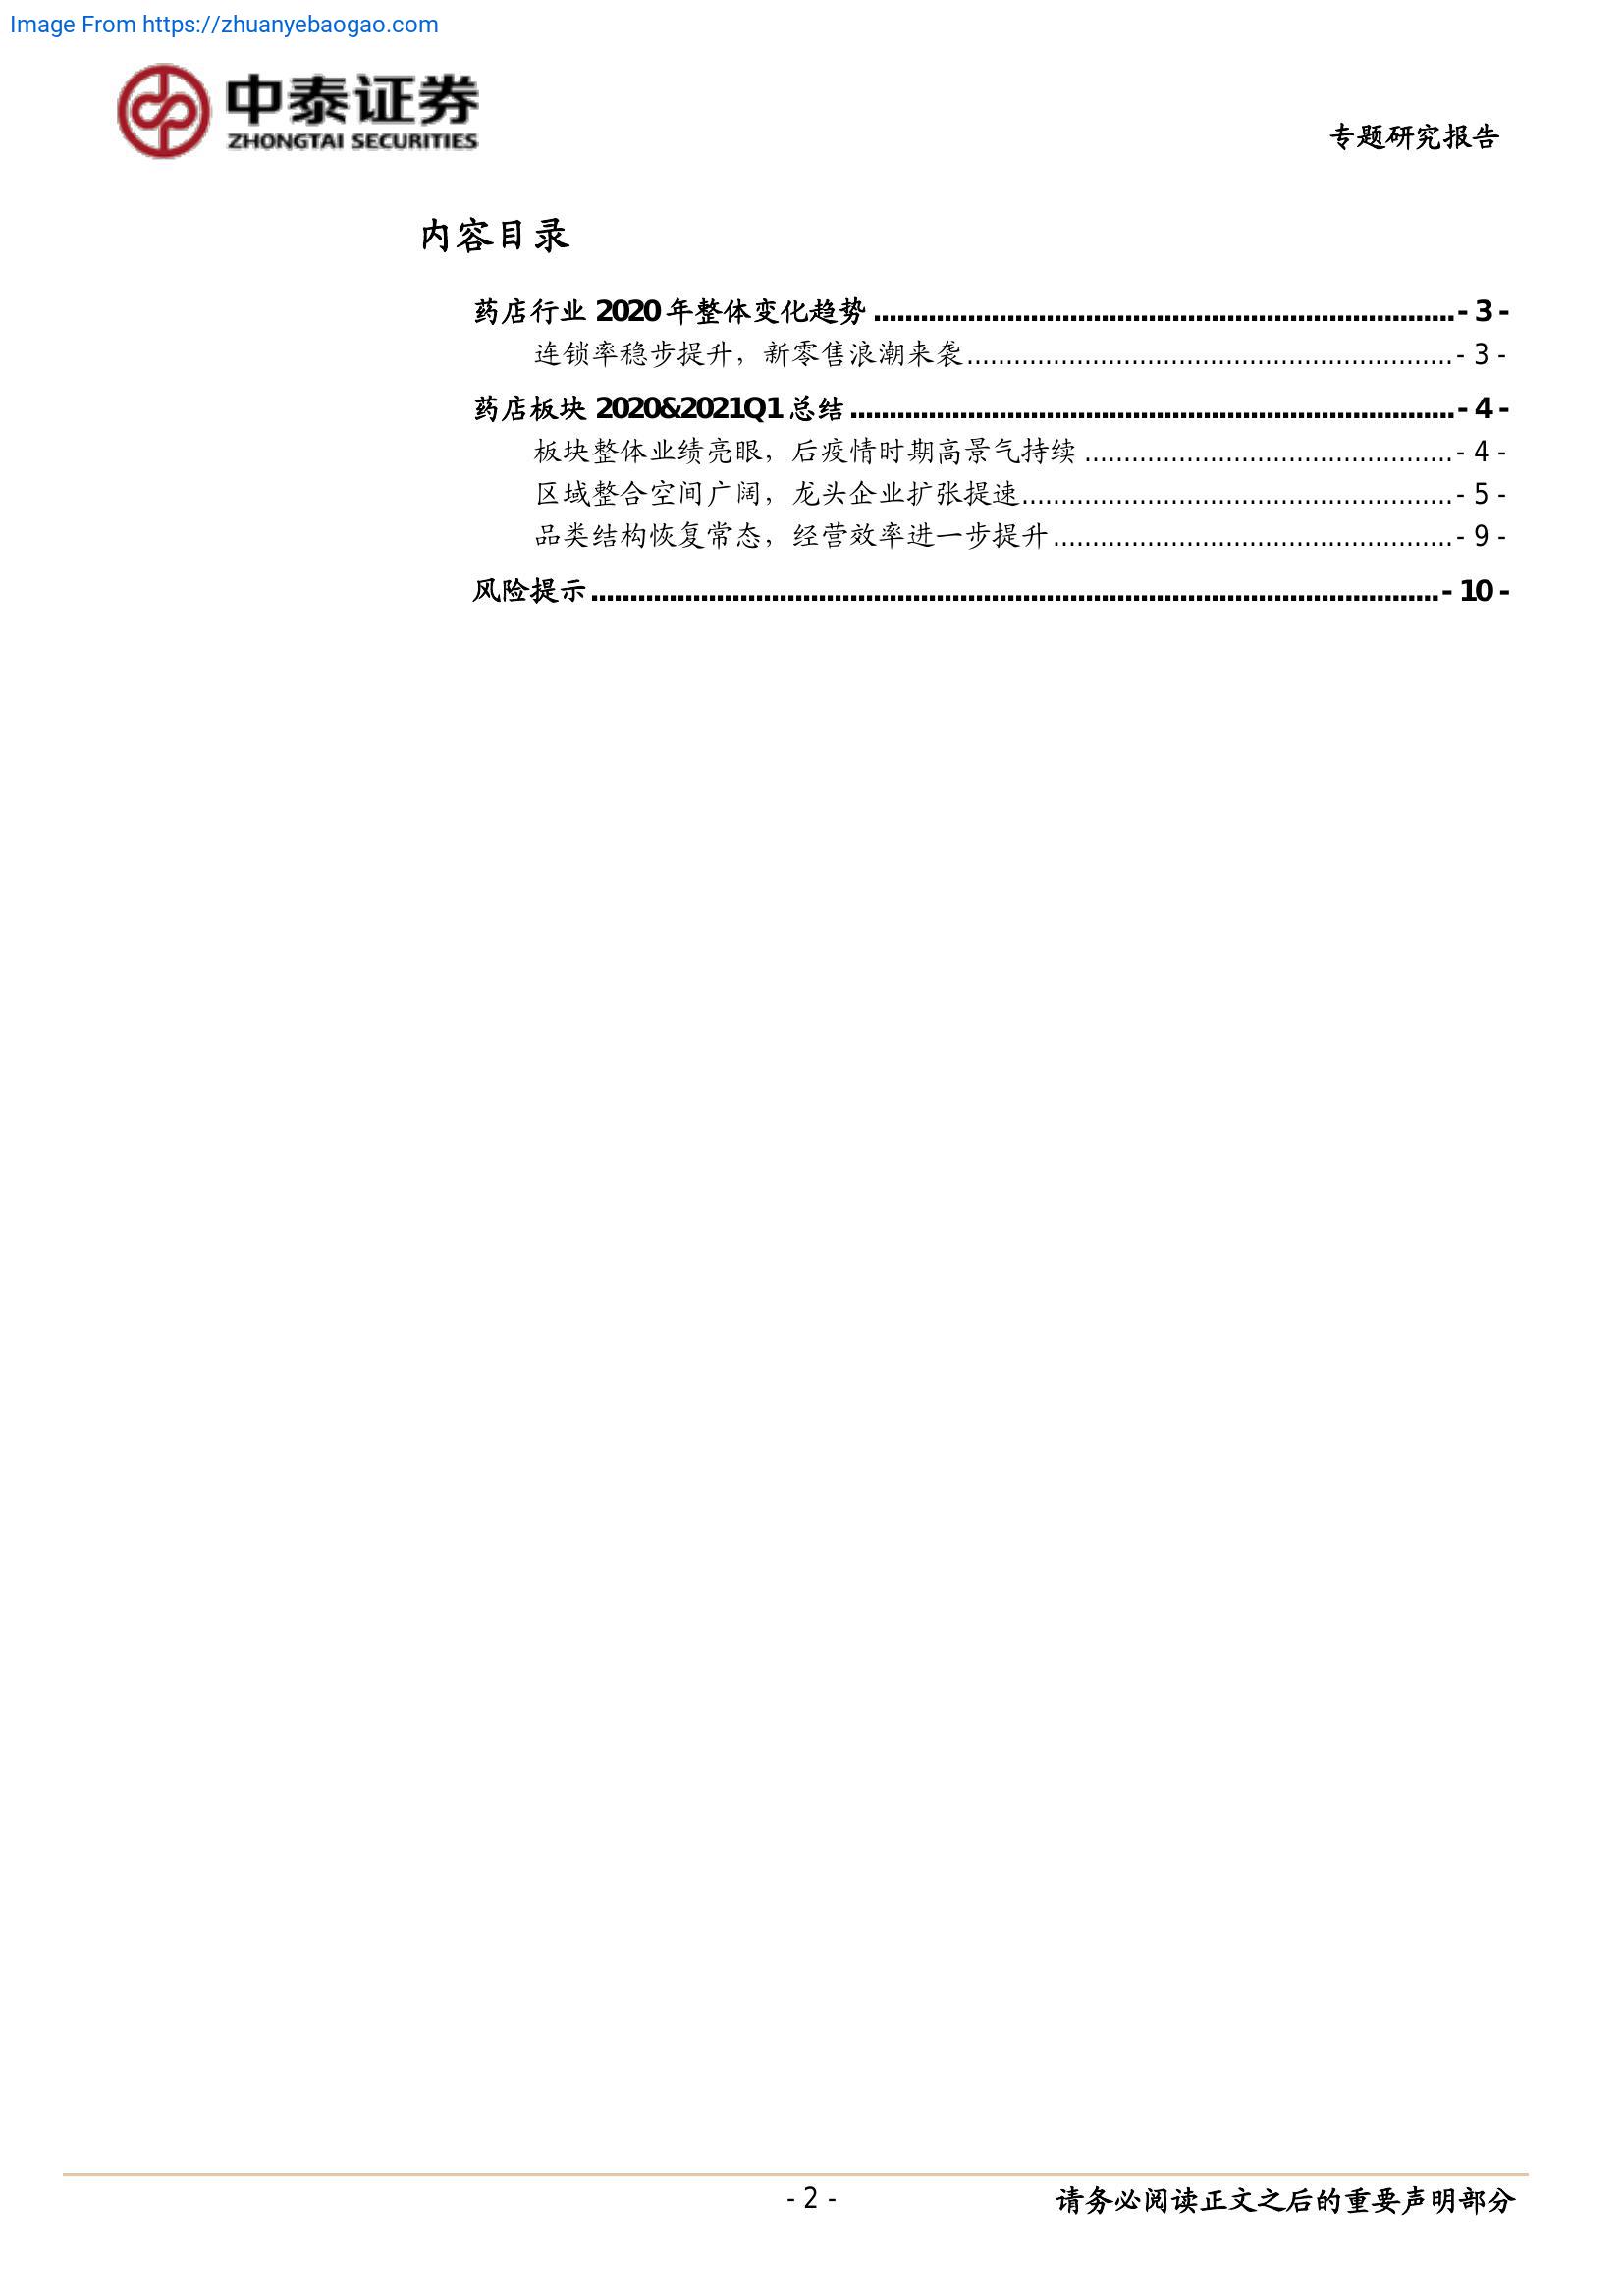 Image From https://zhuanyebaogao.com
中泰证券
ZHONGTAI SECURITIES
专题研究报告
内容目录
药店行业 2020 年整体变化趋势 ........................................................................... - 3 -
连锁率稳步提升，新零售浪潮来袭 .............................................................. - 3 -
药店板块 2020&2021Q1 总结 .............................................................................. - 4 -
板块整体业绩亮眼，后疫情时期高景气持续 ............................................... - 4 -
区域整合空间广阔，龙头企业扩张提速 ....................................................... - 5 -
品类结构恢复常态，经营效率进一步提升 ................................................... - 9 -
风险提示 ............................................................................................................. - 10 -
- 2 -
请务必阅读正文之后的重要声明部分